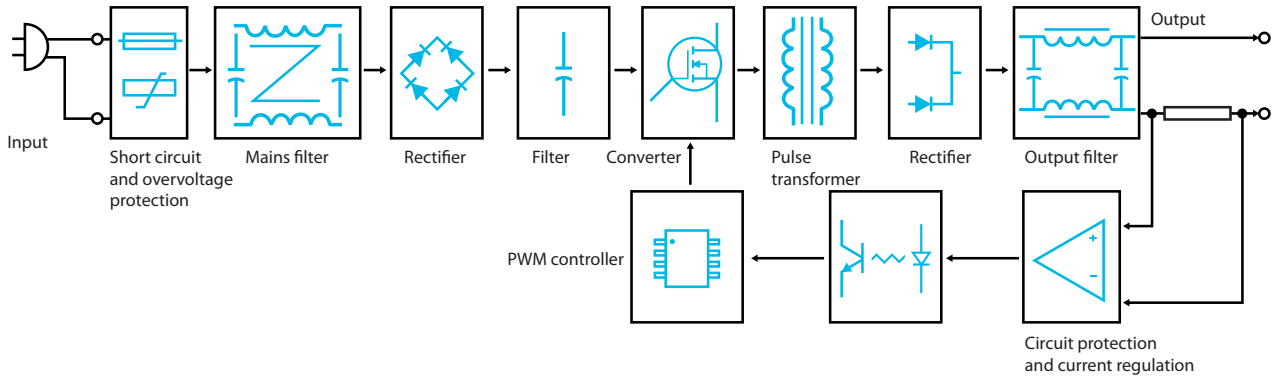 Output
Input
Short circuit
and overvoltage
protection
Mains filter
Rectifier
Filter
Converter
Pulse
transformer
Rectifier
Output filter
PWM controller
+
−
Circuit protection
and current regulation